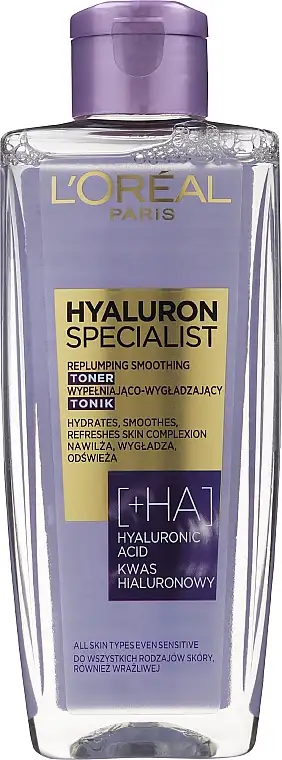 L'ORÉAL
PARIS
HYALURON
SPECIALIST
REPLUMPING SMOOTHING
TONER
WYPEŁNIAJĄCO-WYGŁADZAJĄCY
TONIK
HYDRATES, SMOOTHES,
REFRESHES SKIN COMPLEXION
NAWILŻA, WYGŁADZA,
ODŚWIEŻA
[+HA]
HYALURONIC
ACID
KWAS
HIALURONOWY
ALL SKIN TYPES EVEN SENSITIVE
DO WSZYSTKICH RODZAJÓW SKÓRY,
RÓWNIEŻ WRAŻLIWEJ